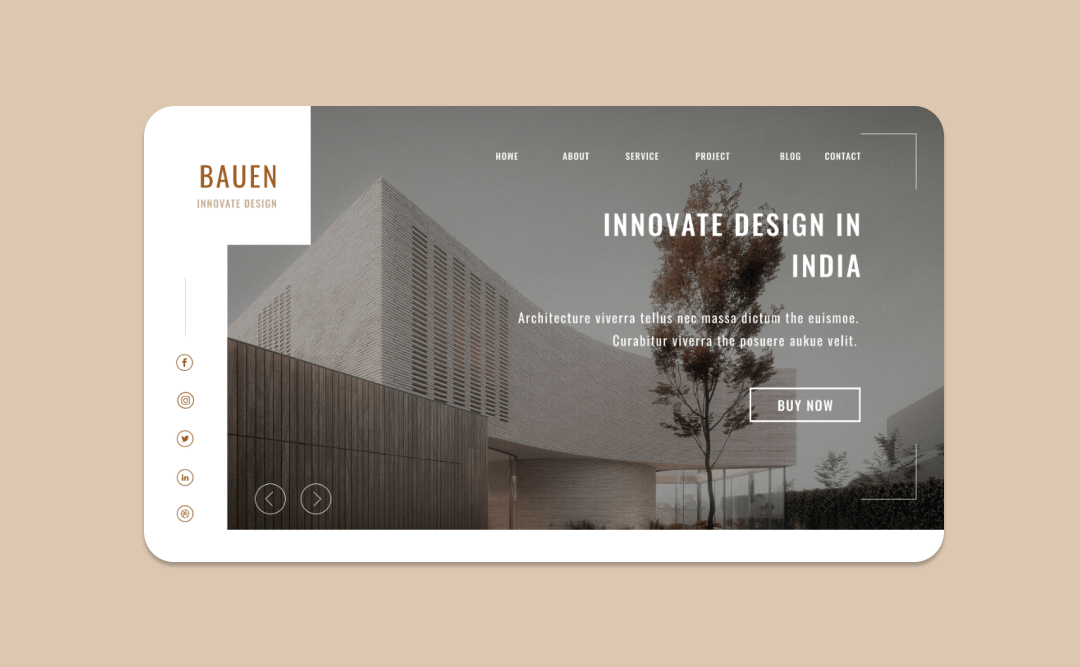 BAUEN
INNOVATE DESIGN
HOME ABOUT SERVICE PROJECT BLOG CONTACT
INNOVATE DESIGN IN
INDIA
Architecture viverra tellus nec massa dictum the euismoe.
Curabitur viverra the posuere aukue velit.
BUY NOW